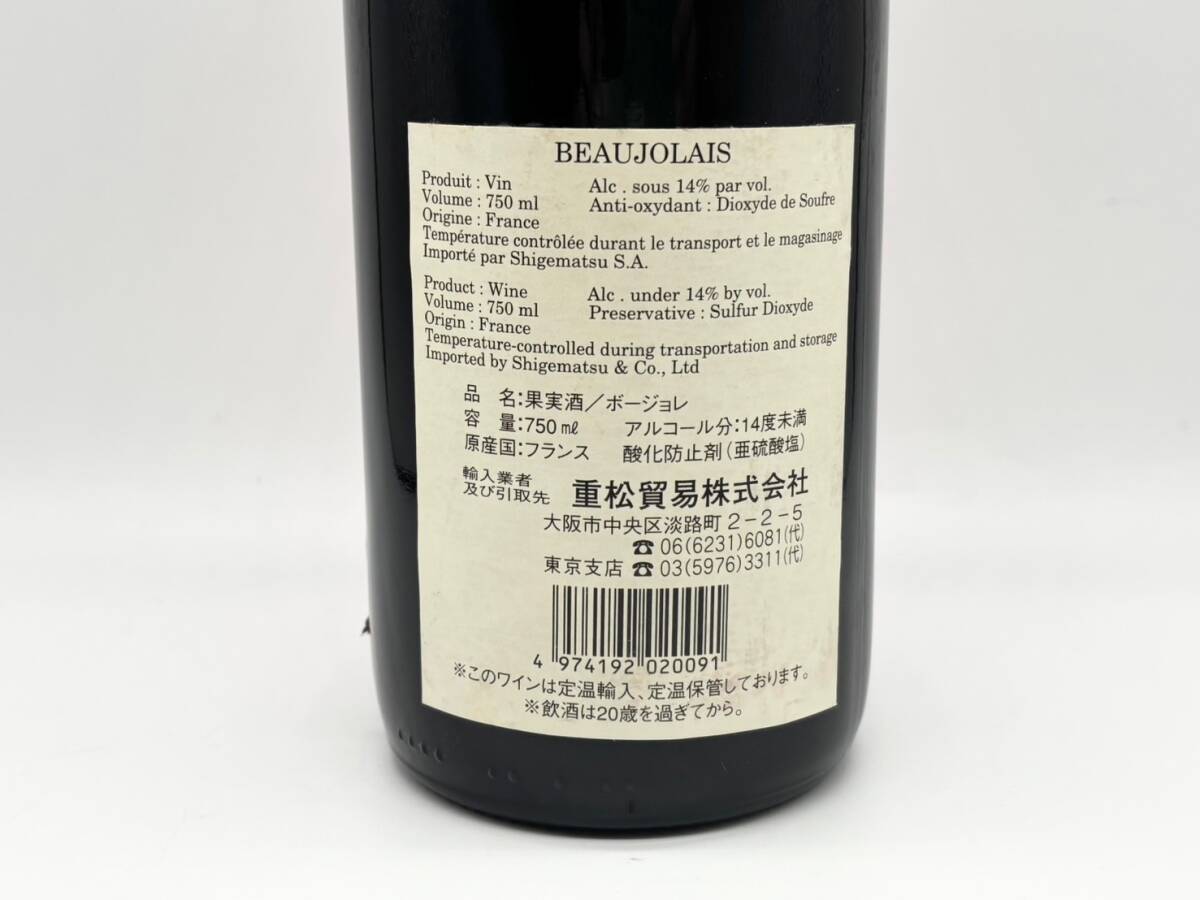 BEAUJOLAIS
Produit : Vin Alc . sous 14% par vol.
Volume : 750 ml Anti-oxydant : Dioxyde de Soufre
Origine : France
Température contrôlée durant le transport et le magasinage
Importé par Shigematsu S.A.
Product : Wine Alc . under 14% by vol.
Volume : 750 ml Preservative : Sulfur Dioxyde
Origin : France
Temperature-controlled during transportation and storage
Imported by Shigematsu & Co., Ltd
品 名:果実酒/ボージョレ
容 量:750㎖ アルコール分:14度未満
原産国:フランス 酸化防止剤(亜硫酸塩)
輸入業者
及び引取先 重松貿易株式会社
大阪市中央区淡路町2-2-5
☎06(6231)6081(代)
東京支店 ☎03(5976)3311(代)
4 974192 020091
※このワインは定温輸入、定温保管しております。
※飲酒は20歳を過ぎてから。